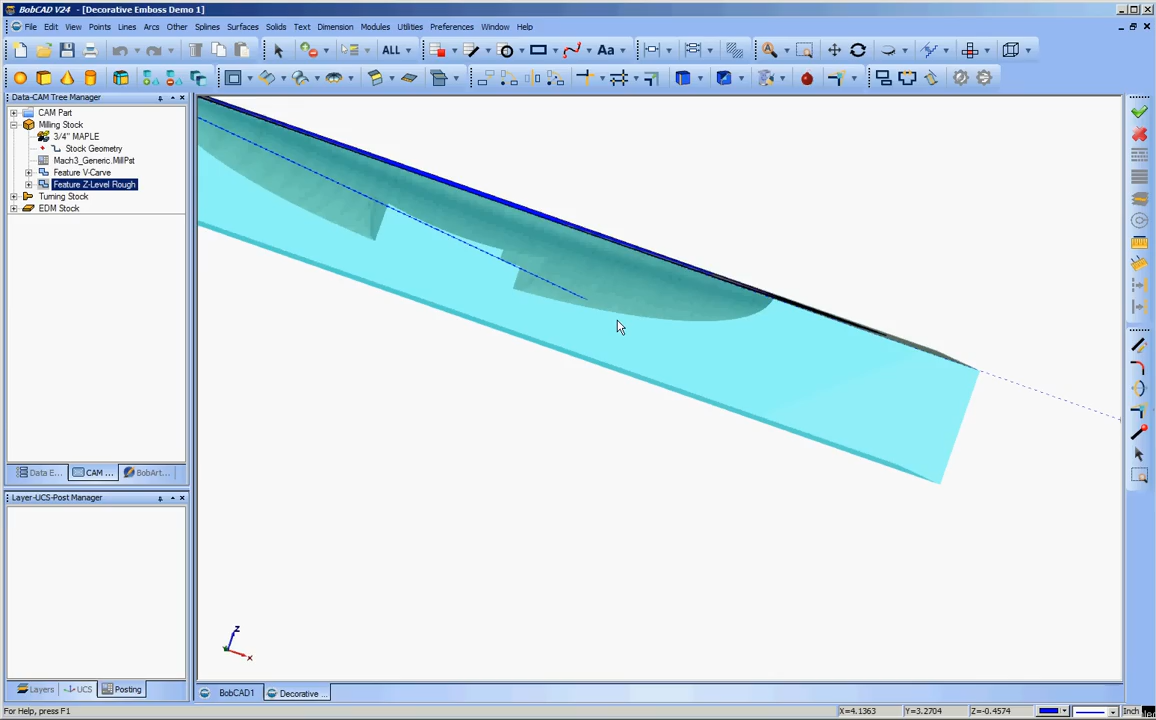 BobCAD V24 - [Decorative Emboss Demo 1]
File Edit View Points Lines Arcs Other Splines Surfaces Solids Text Dimension Modules Utilities Preferences Window Help
ALL Aa
Data-CAM Tree Manager
CAM Part
Milling Stock
3/4" MAPLE
Stock Geometry
Mach3_Generic.MillPst
Feature V-Carve
Feature Z-Level Rough
Turning Stock
EDM Stock
Data E... CAM ... BobArt...
Layer-UCS-Post Manager
Layers UCS Posting
z
x
BobCAD1 Decorative ...
For Help, press F1 X=4.1363 Y=3.2704 Z=-0.4574 Inch